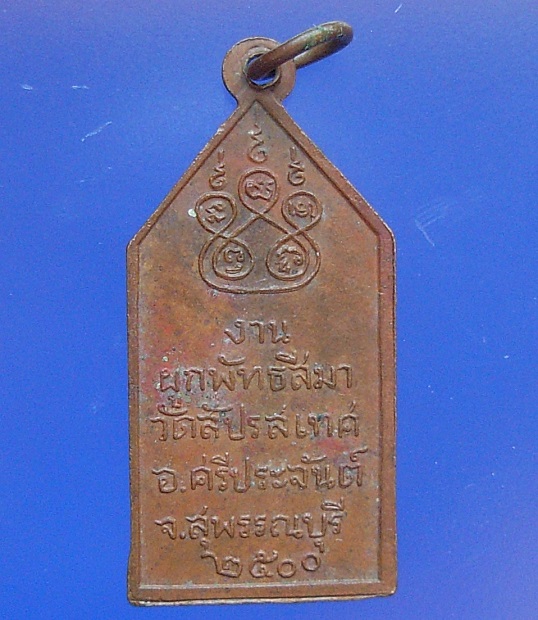 งาน
ผูกพัทธสีมา
วัดสัปรสเทศ
อ.ศรีประจันต์
จ.สุพรรณบุรี
๒๕๐๐